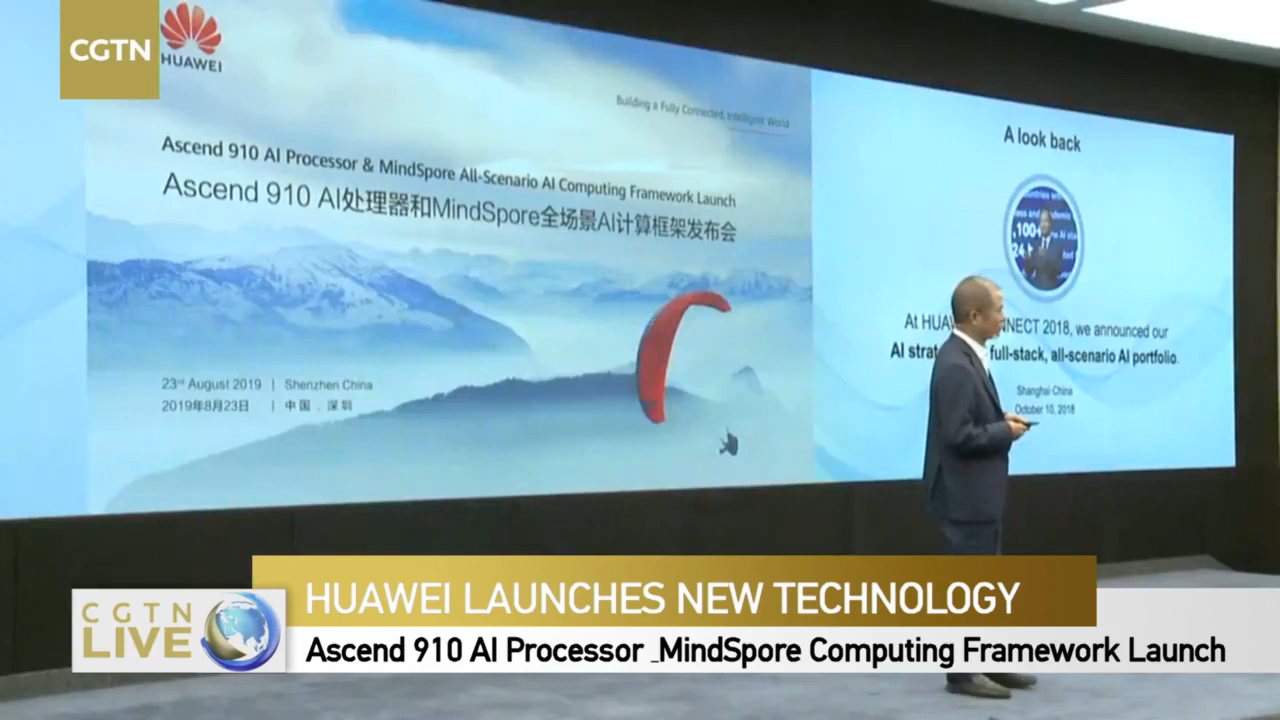 CGTN
HUAWEI
Building a Fully Connected, Intelligent World
Ascend 910 AI Processor & MindSpore All-Scenario AI Computing Framework Launch
Ascend 910 AI处理器和MindSpore全场景AI计算框架发布会
23rd August 2019 | Shenzhen China
2019年8月23日 | 中国．深圳
A look back
100+
24
At HUA NNECT 2018, we announced our
AI strat full-stack, all-scenario AI portfolio.
Shanghai China
October 10, 2018
CGTN
LIVE
HUAWEI LAUNCHES NEW TECHNOLOGY
Ascend 910 AI Processor _MindSpore Computing Framework Launch